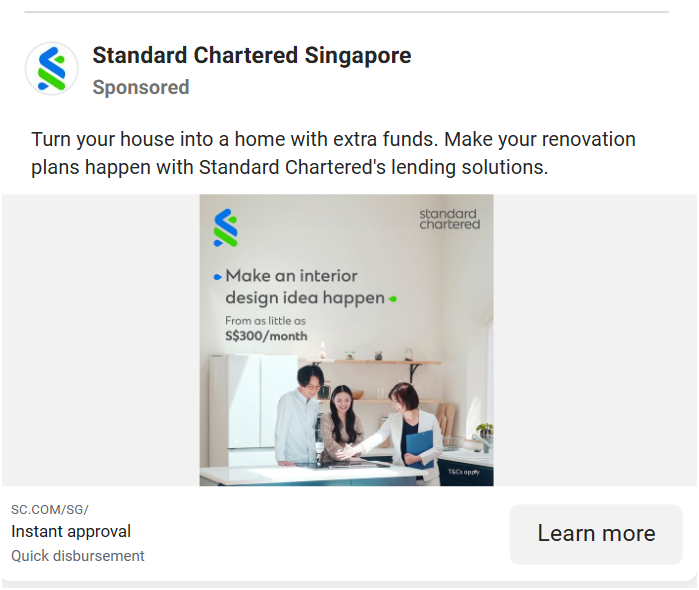 Standard Chartered Singapore
Sponsored
Turn your house into a home with extra funds. Make your renovation
plans happen with Standard Chartered's lending solutions.
standard
chartered
Make an interior
design idea happen
From as little as
S$300/month
T&Cs apply
SC.COM/SG/
Instant approval
Quick disbursement
Learn more